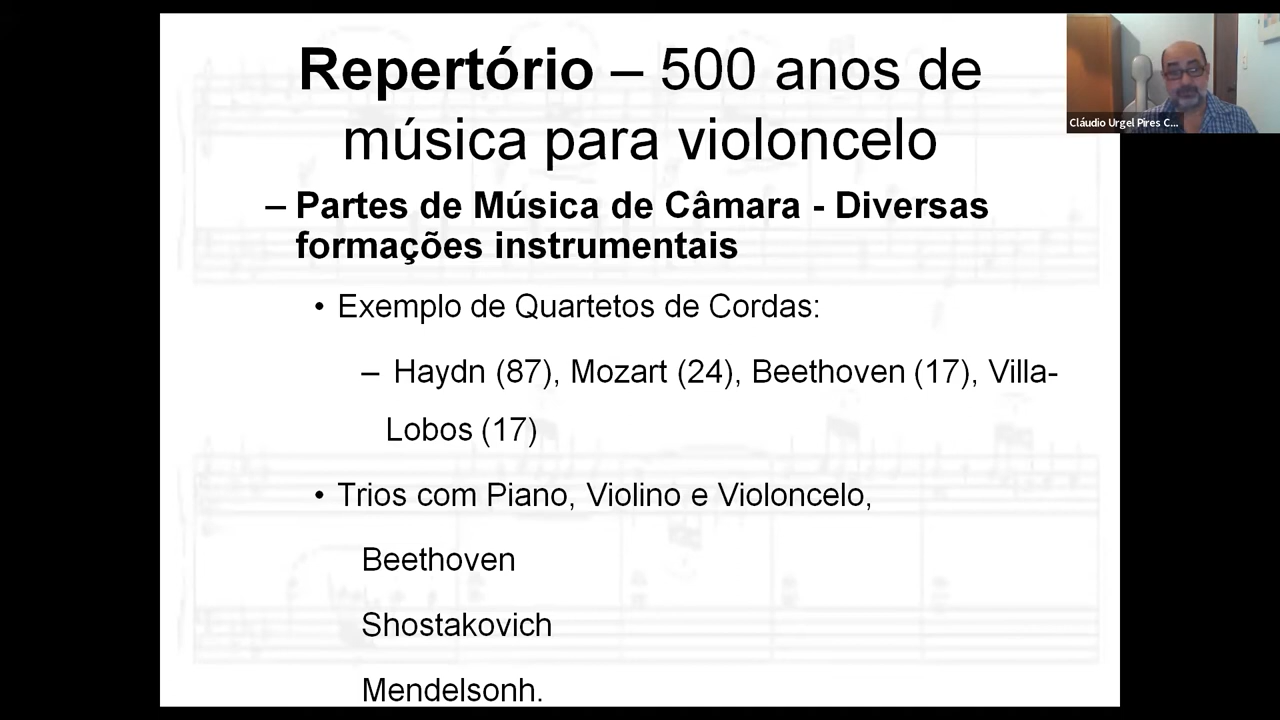 Repertório – 500 anos de
música para violoncelo
– Partes de Música de Câmara - Diversas
formações instrumentais
• Exemplo de Quartetos de Cordas:
– Haydn (87), Mozart (24), Beethoven (17), Villa-
Lobos (17)
• Trios com Piano, Violino e Violoncelo,
Beethoven
Shostakovich
Mendelsonh.
Cláudio Urgel Pires C...